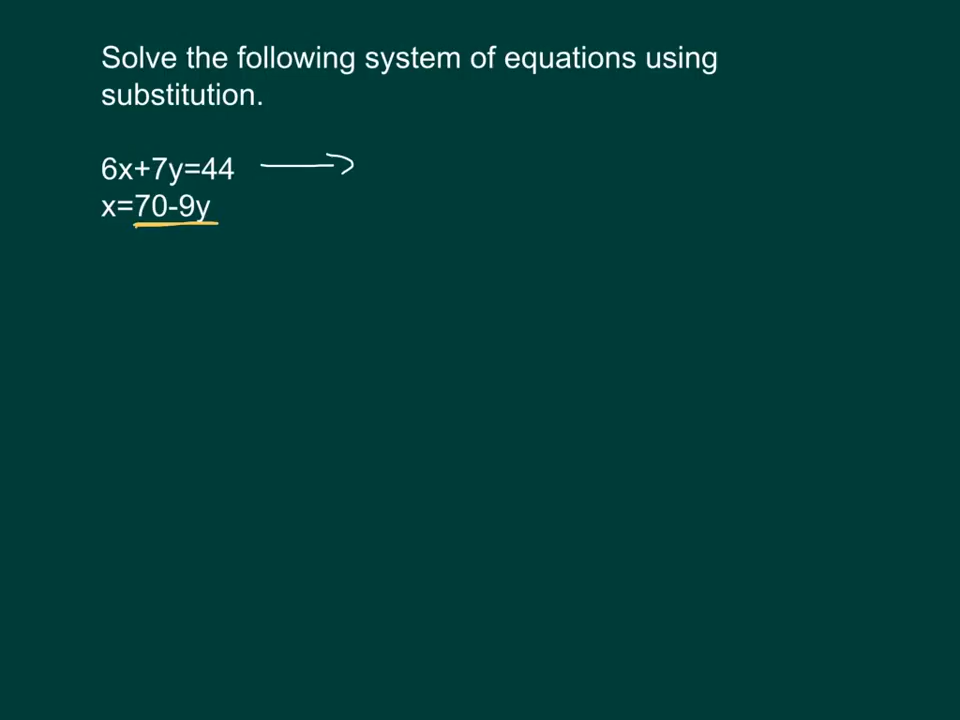 Solve the following system of equations using
substitution.
6x+7y=44
x=70-9y